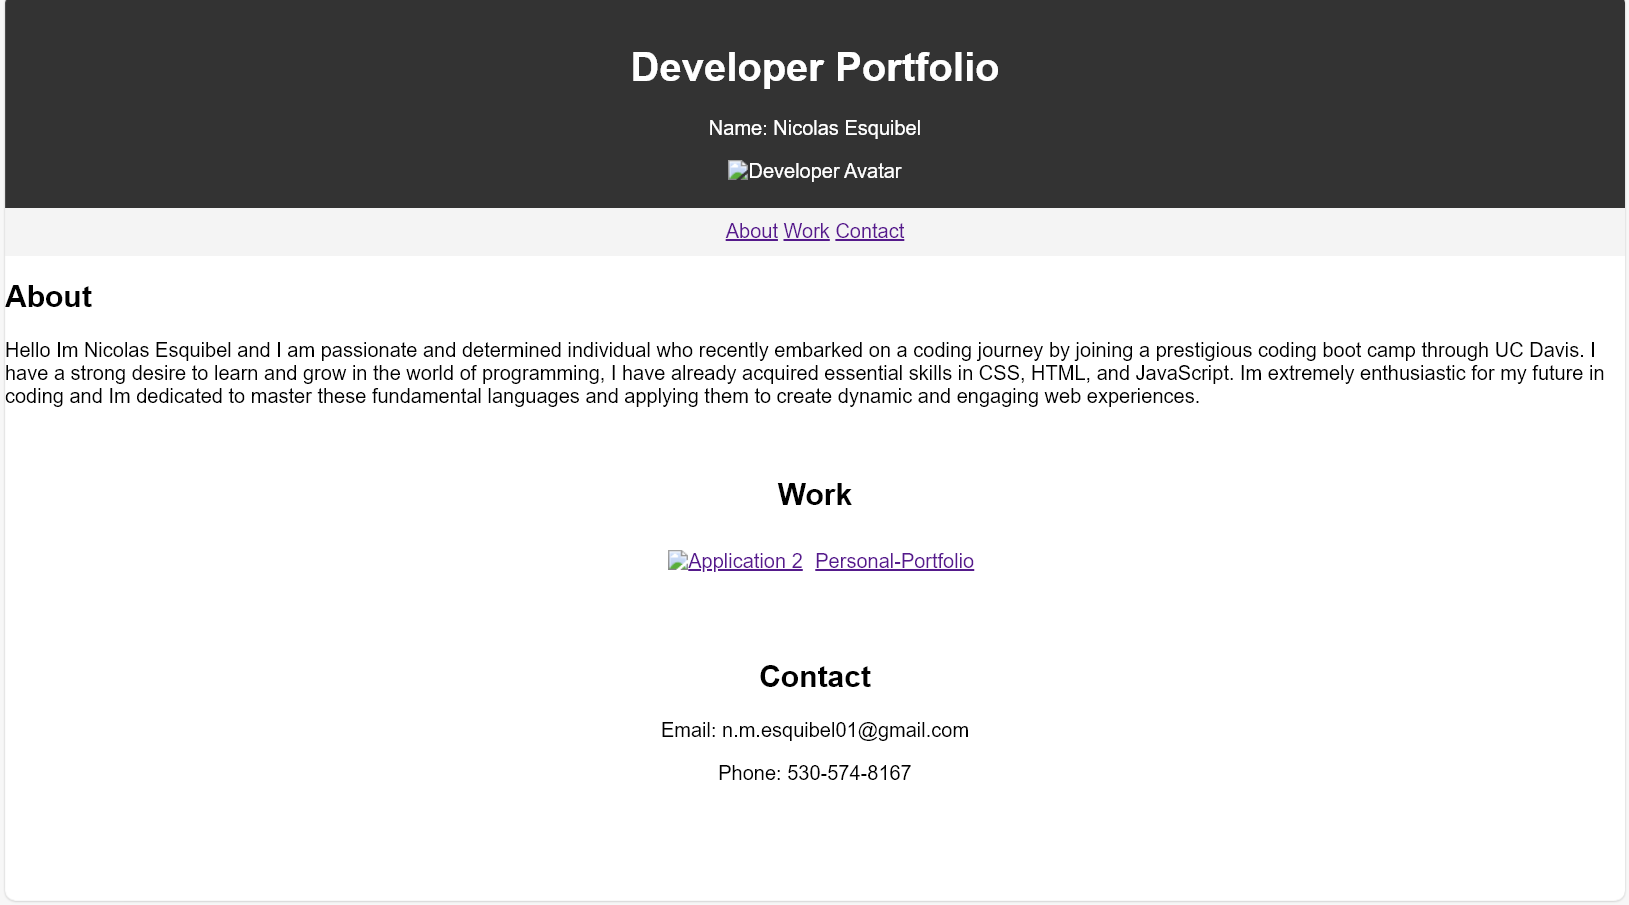 Developer Portfolio
Name: Nicolas Esquibel
Developer Avatar
About Work Contact
About
Hello Im Nicolas Esquibel and I am passionate and determined individual who recently embarked on a coding journey by joining a prestigious coding boot camp through UC Davis. I
have a strong desire to learn and grow in the world of programming, I have already acquired essential skills in CSS, HTML, and JavaScript. Im extremely enthusiastic for my future in
coding and Im dedicated to master these fundamental languages and applying them to create dynamic and engaging web experiences.
Work
Application 2 Personal-Portfolio
Contact
Email: n.m.esquibel01@gmail.com
Phone: 530-574-8167